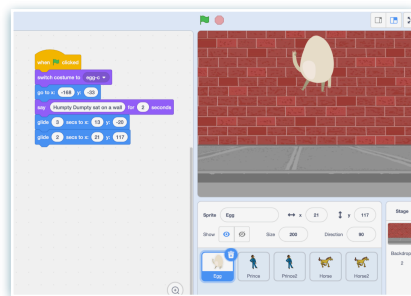 when clicked
switch costume to egg-c
go to x: -168 y: -33
say Humpty Dumpty sat on a wall for 2 seconds
glide 3 secs to x: 13 y: -20
glide 2 secs to x: 21 y: 117
Sprite Egg x 21 y 117
Show Size 200 Direction 90
Egg Prince Prince2 Horse Horse2
Stage
Backdrops
2